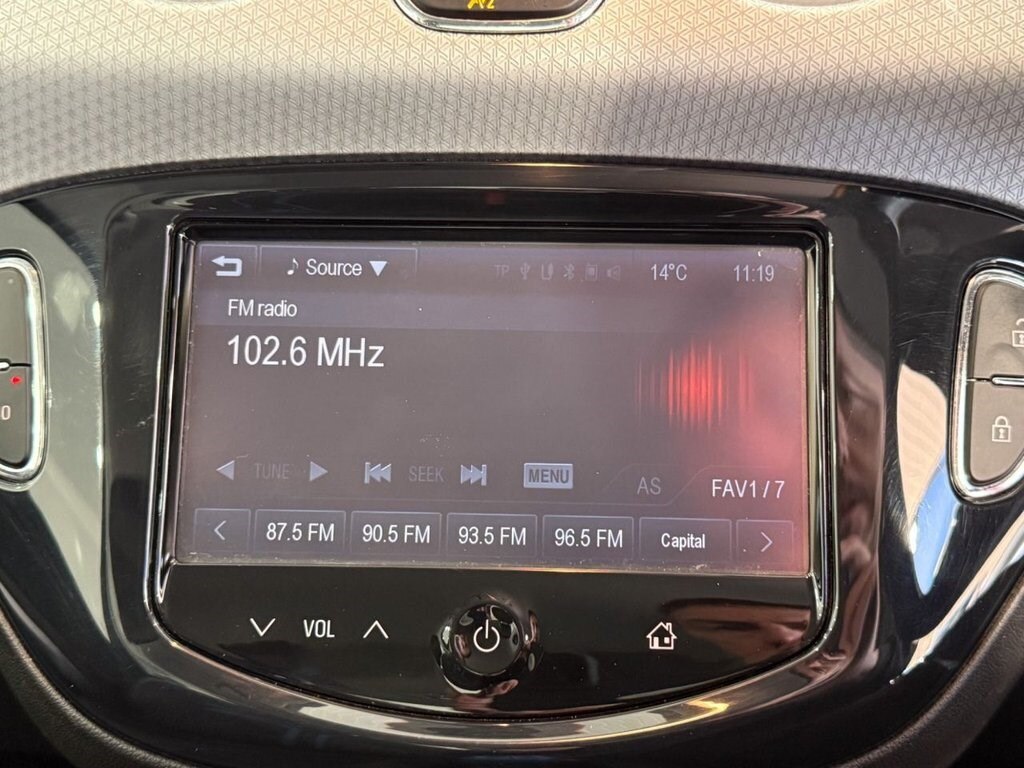 Source 14°C 11:19
FM radio
102.6 MHz
TUNE SEEK MENU AS FAV1 / 7
87.5 FM 90.5 FM 93.5 FM 96.5 FM Capital
VOL
TP